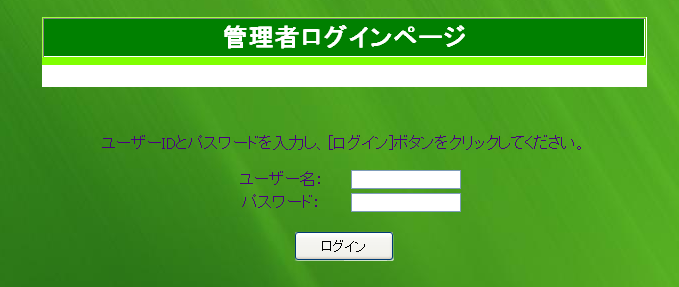 管理者ログインページ
ユーザーIDとパスワードを入力し、[ログイン]ボタンをクリックしてください。
ユーザー名:
パスワード:
ログイン